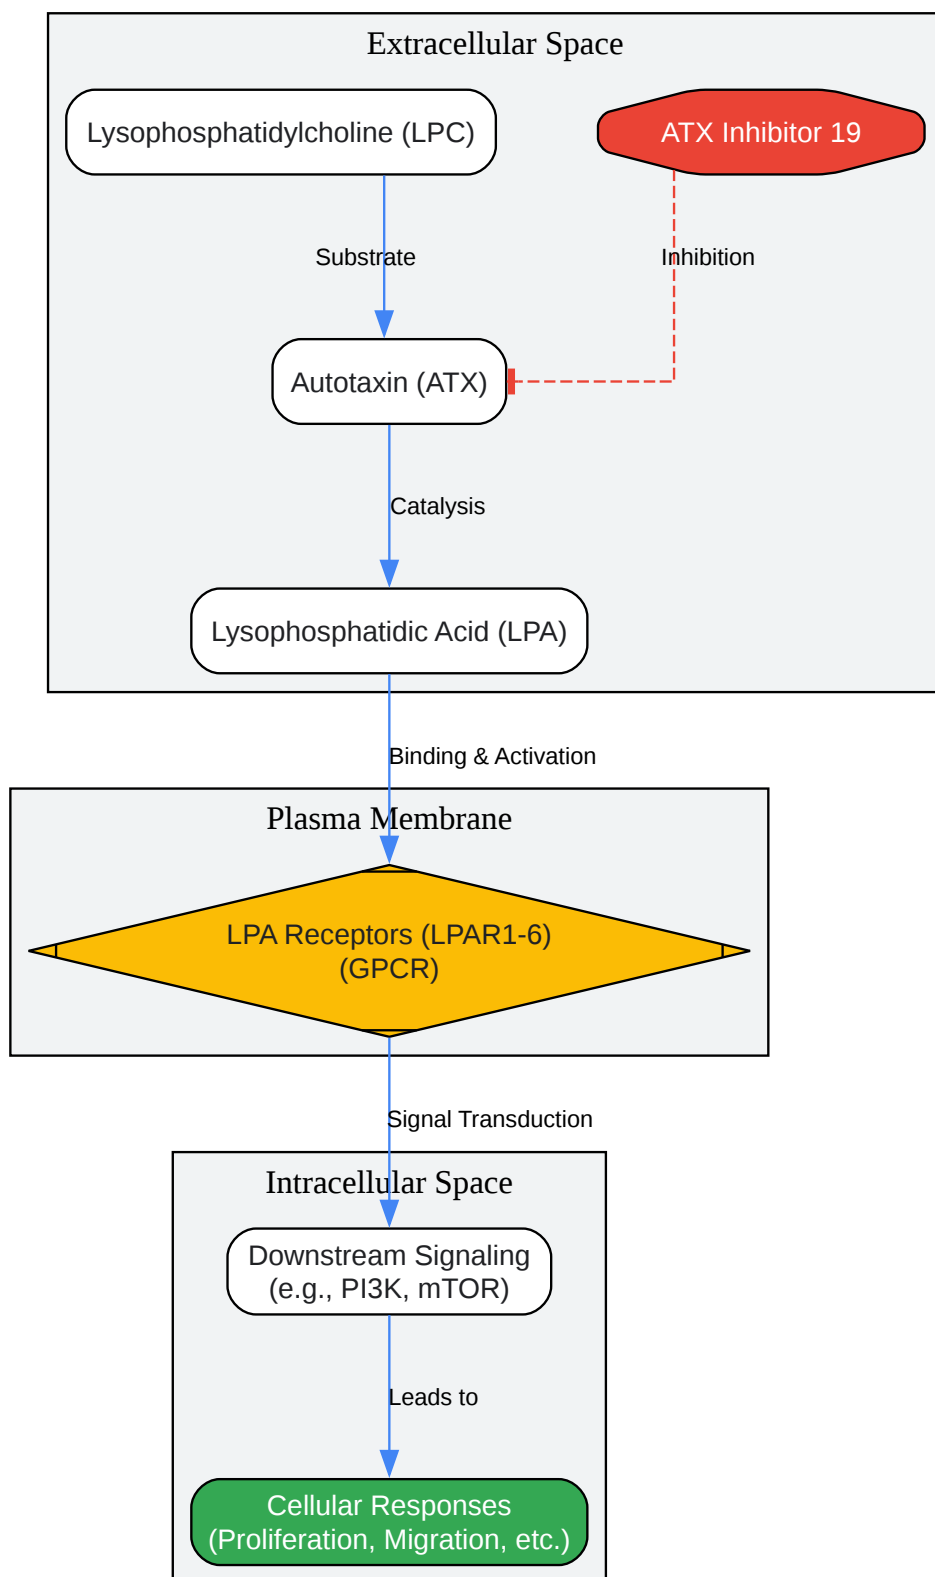 Extracellular Space
Lysophosphatidylcholine (LPC)
ATX Inhibitor 19
Substrate
Inhibition
Autotaxin (ATX)
Catalysis
Lysophosphatidic Acid (LPA)
Binding & Activation
Plasma Membrane
LPA Receptors (LPAR1-6)
(GPCR)
Signal Transduction
Intracellular Space
Downstream Signaling
(e.g., PI3K, mTOR)
Leads to
Cellular Responses
(Proliferation, Migration, etc.)